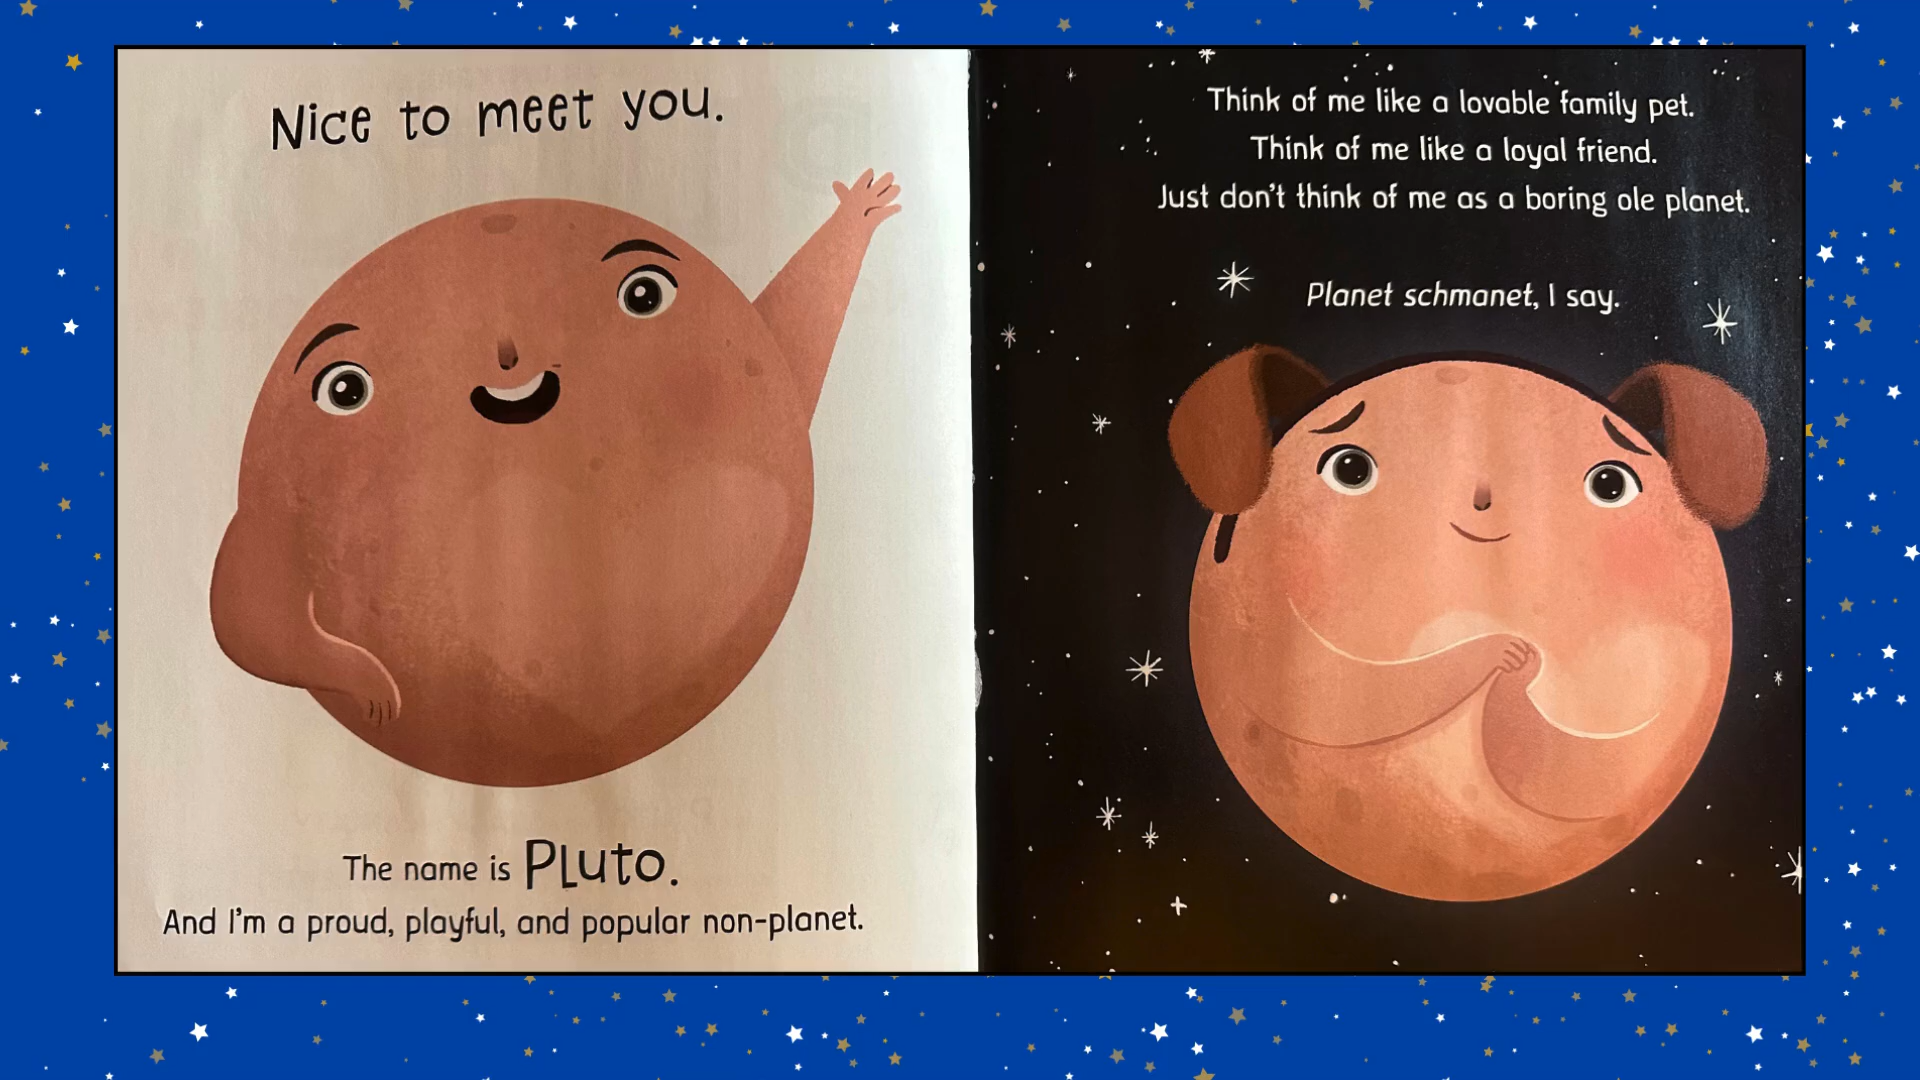 Nice to meet you.
The name is PLuto.
And I'm a proud, playful, and popular non-planet.
Think of me like a lovable family pet.
Think of me like a loyal friend.
Just don't think of me as a boring ole planet.
Planet schmanet, I say.